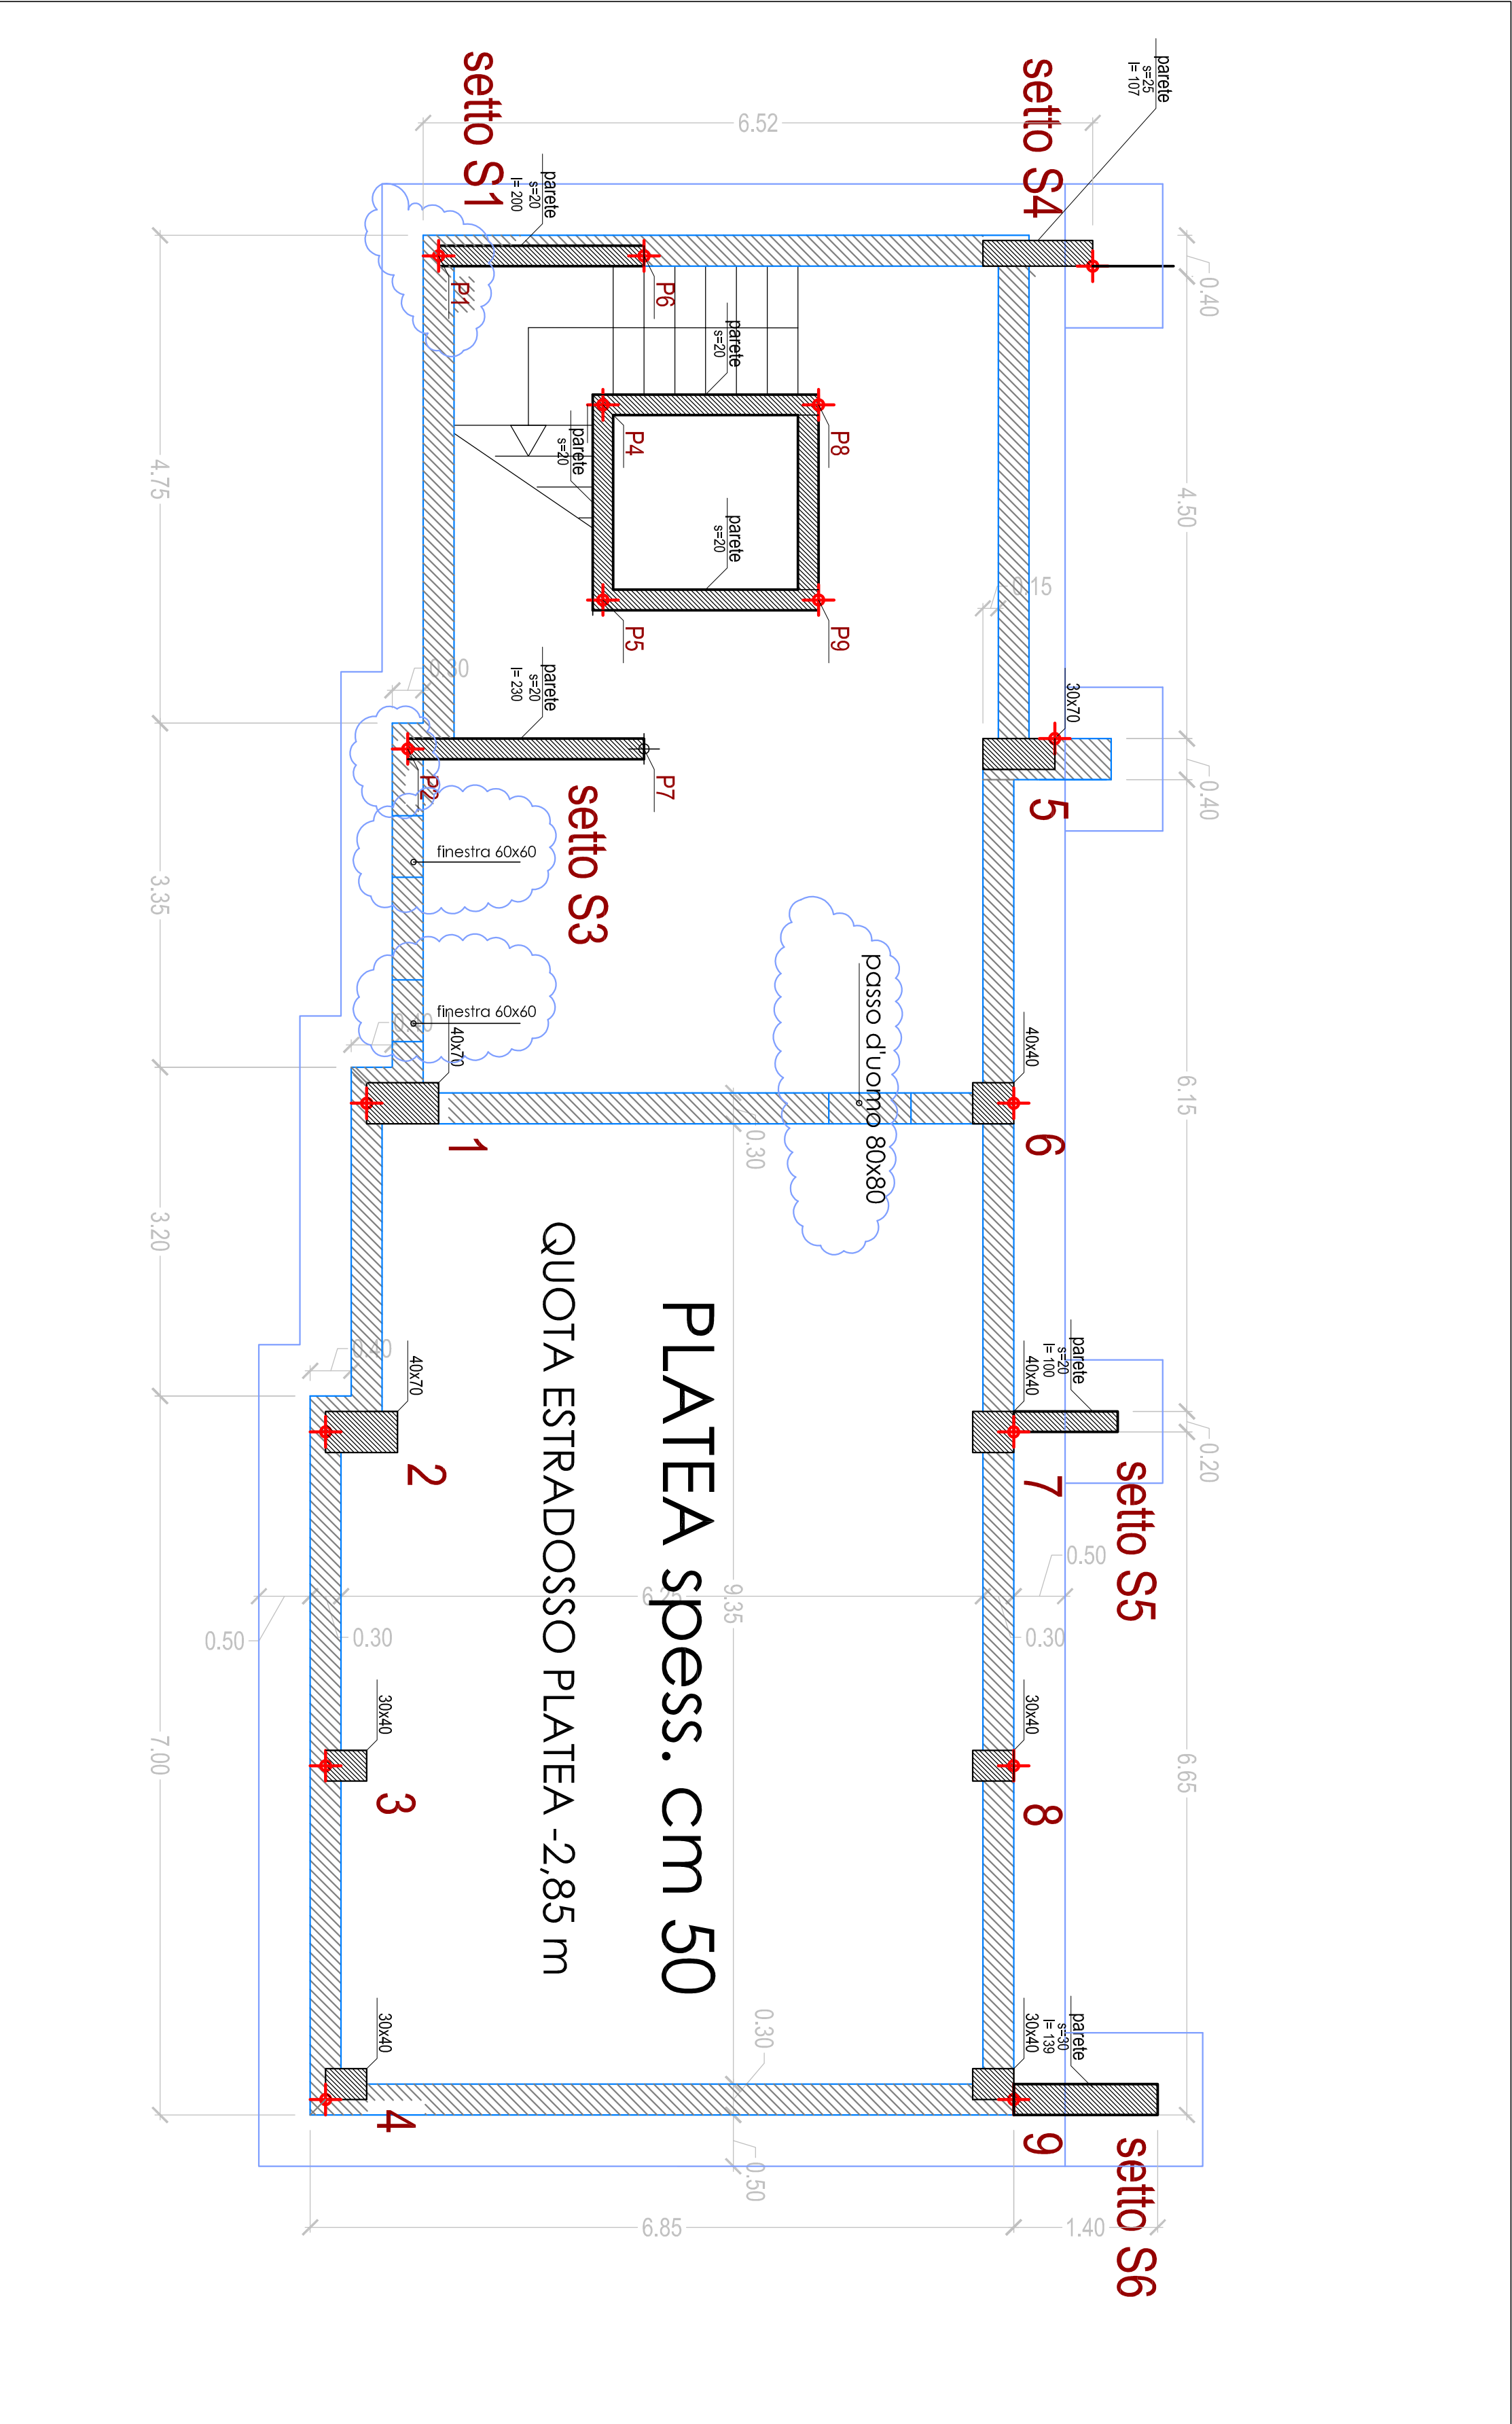 setto S4
parete
s=25
l= 107
setto S1
6.52
parete
s=20
l= 200
0.40
P1
P6
parete
s=20
P4
P8
parete
s=20
4.75
4.50
parete
s=20
0.15
P5
P9
parete
s=20
l= 230
0.30
30x70
P2
P7
5
0.40
setto S3
finestra 60x60
3.35
passo d'uomo 80x80
finestra 60x60
0.40
40x70
40x40
6.15
1
0.30
6
3.20
QUOTA ESTRADOSSO PLATEA -2,85 m
PLATEA spess. cm 50
0.40
40x70
40x40
parete
s=20
l= 100
0.20
2
7
setto S5
0.50
6.25
9.35
0.50
0.30
0.30
30x40
30x40
7.00
6.65
3
8
30x40
0.30
30x40
parete
s=30
l= 139
4
9
0.50
setto S6
6.85
1.40